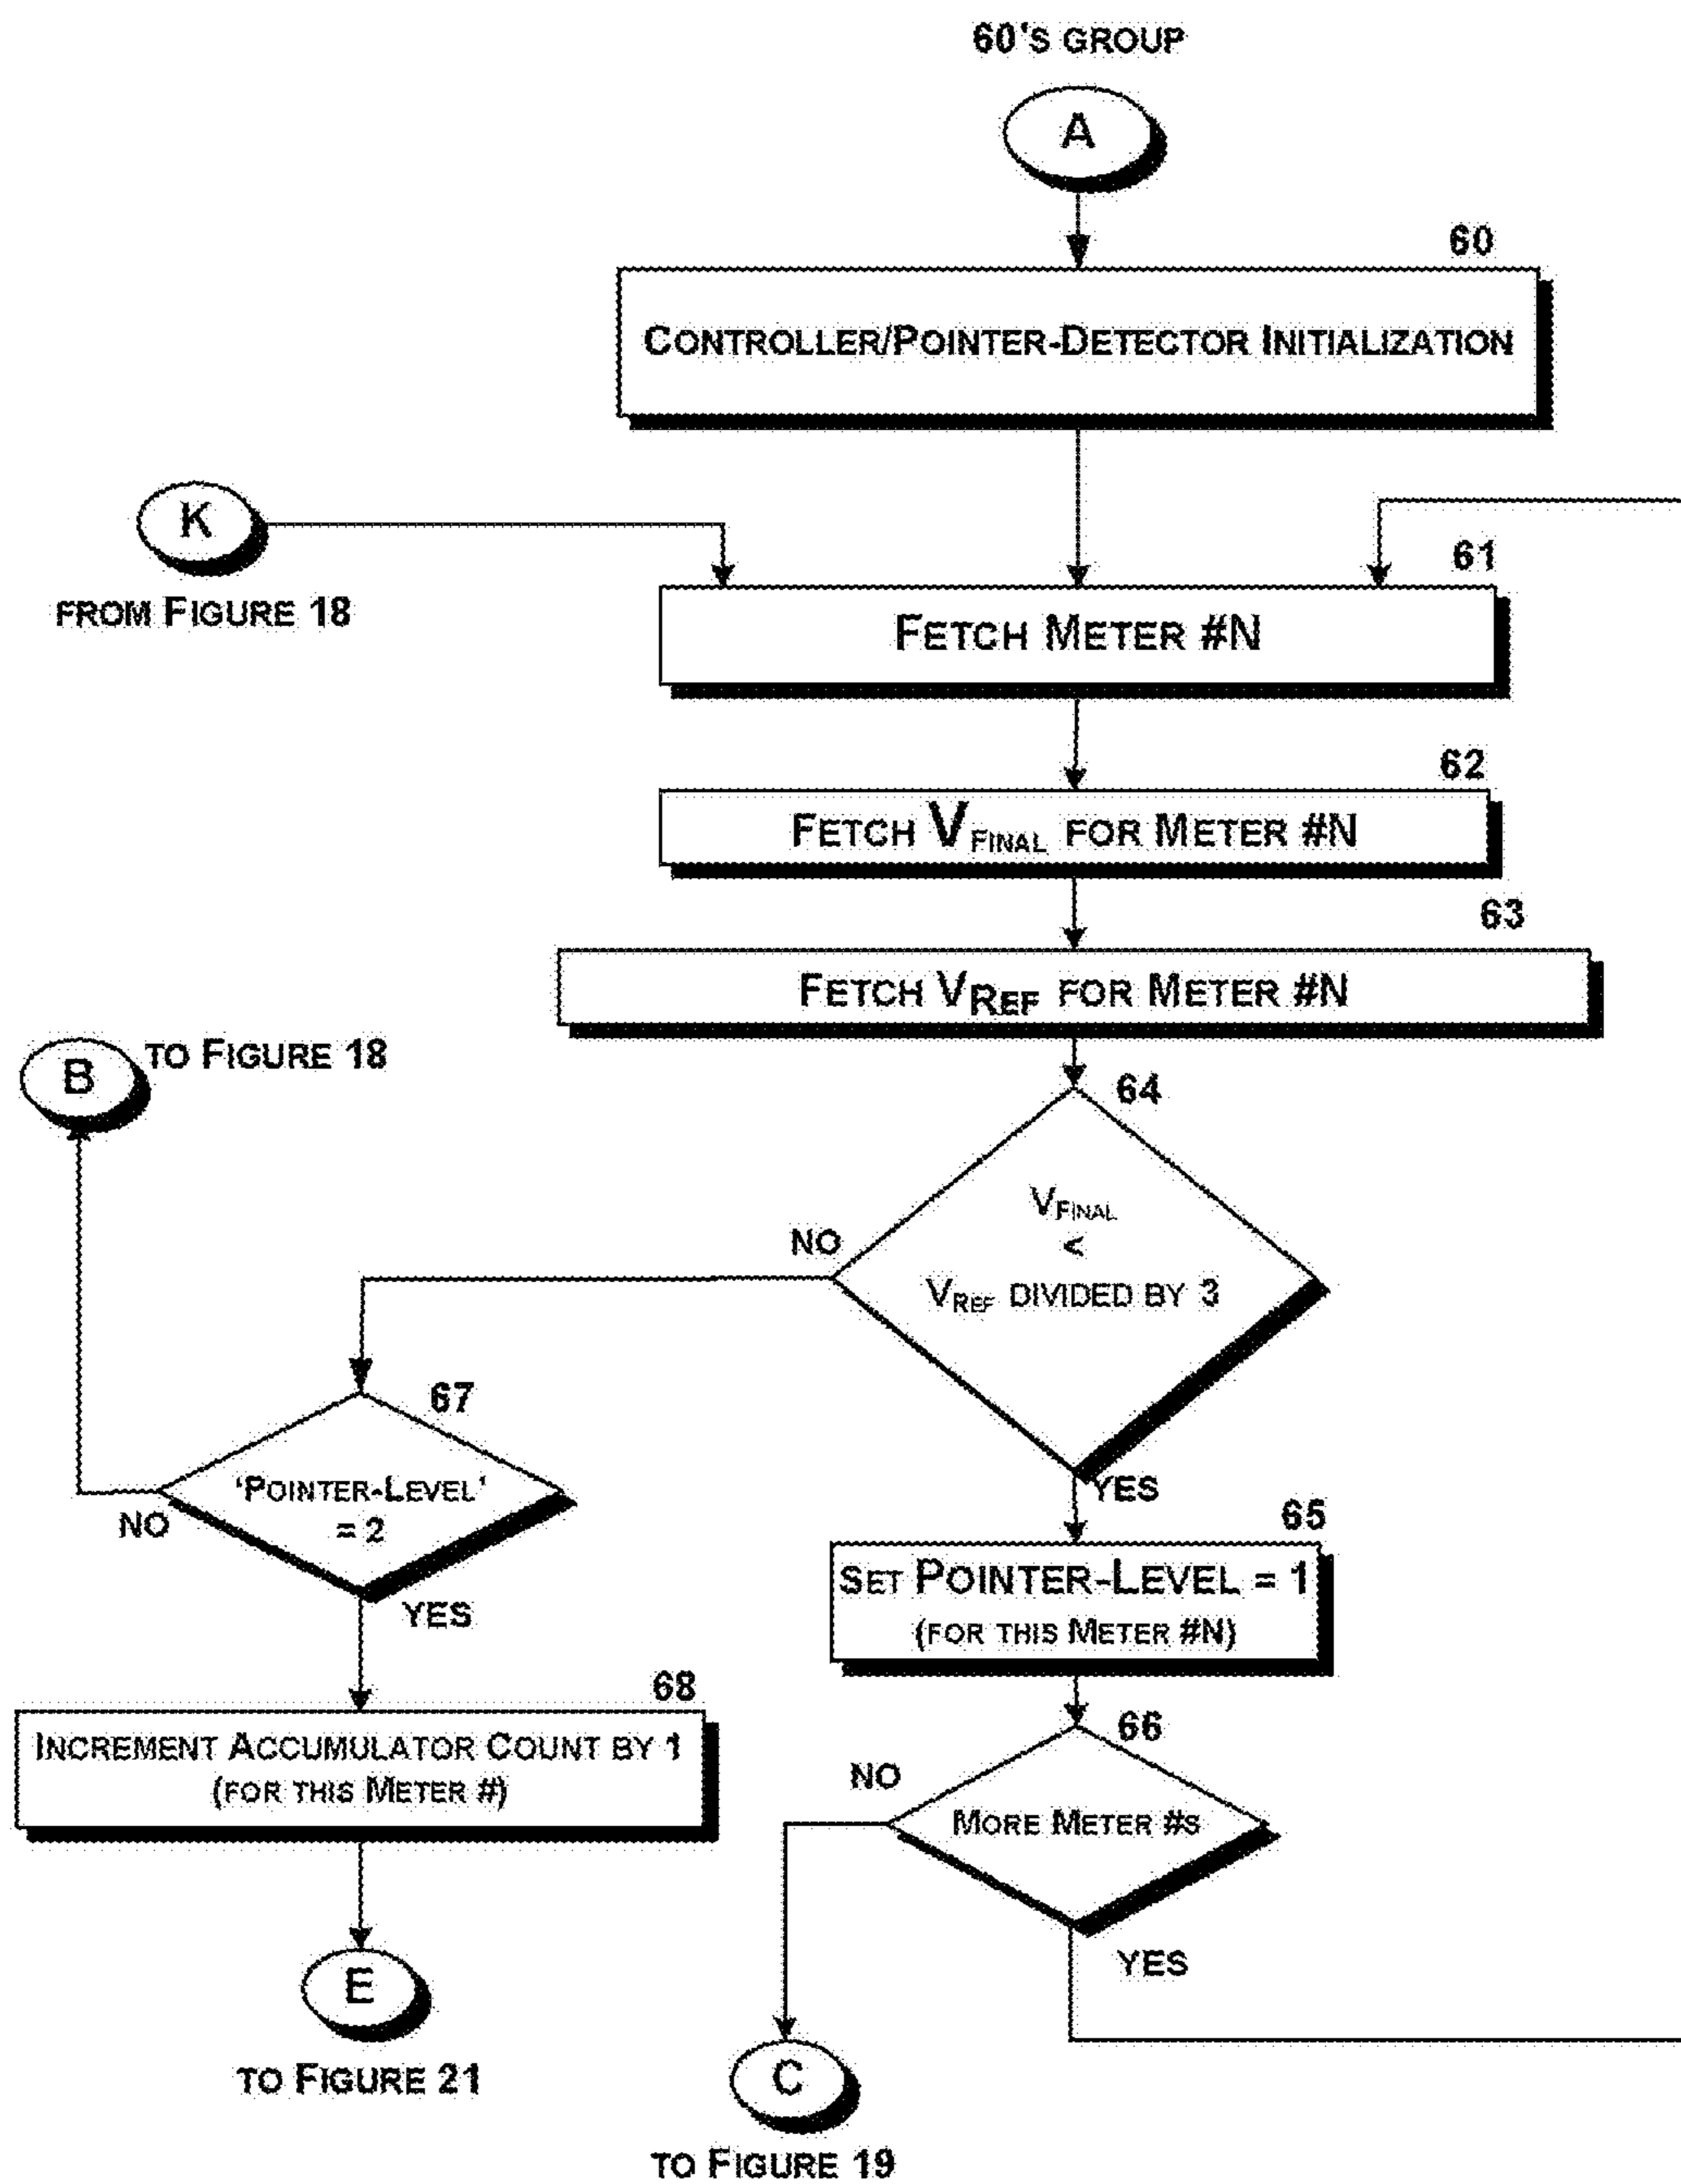 60'S GROUP
A
60
CONTROLLER/POINTER-DETECTOR INITIALIZATION
K
FROM FIGURE 18
61
FETCH METER #N
62
FETCH VFINAL FOR METER #N
63
FETCH VREF FOR METER #N
B
TO FIGURE 18
64
VFINAL
<
VREF DIVIDED BY 3
NO
67
'POINTER-LEVEL'
= 2
NO
YES
YES
65
SET POINTER-LEVEL = 1
(FOR THIS METER #N)
68
INCREMENT ACCUMULATOR COUNT BY 1
(FOR THIS METER #)
66
NO
MORE METER #S
YES
E
TO FIGURE 21
C
TO FIGURE 19